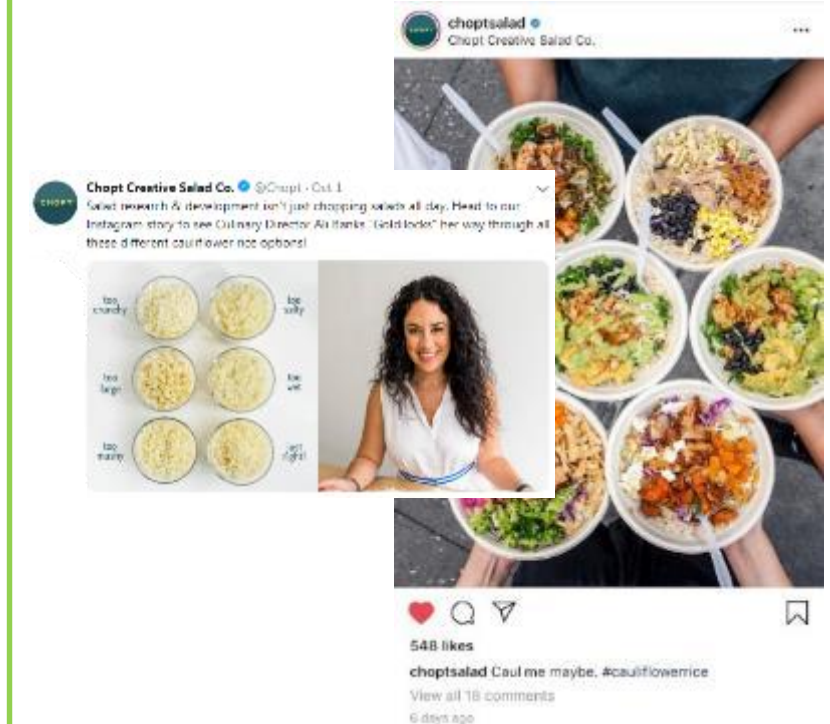 choptsalad
Chopt Creative Salad Co.
CHOPT
Chopt Creative Salad Co. @Chopt · Oct 1
Salad research & development isn't just chopping salads all day. Head to our
Instagram story to see Culinary Director Ali Banks "Goldilocks" her way through all
these different cauliflower rice options!
too
crunchy
too
salty
too
large
too
wet
too
mushy
just
right!
548 likes
choptsalad Caul me maybe. #cauliflowerrice
View all 18 comments
6 days ago